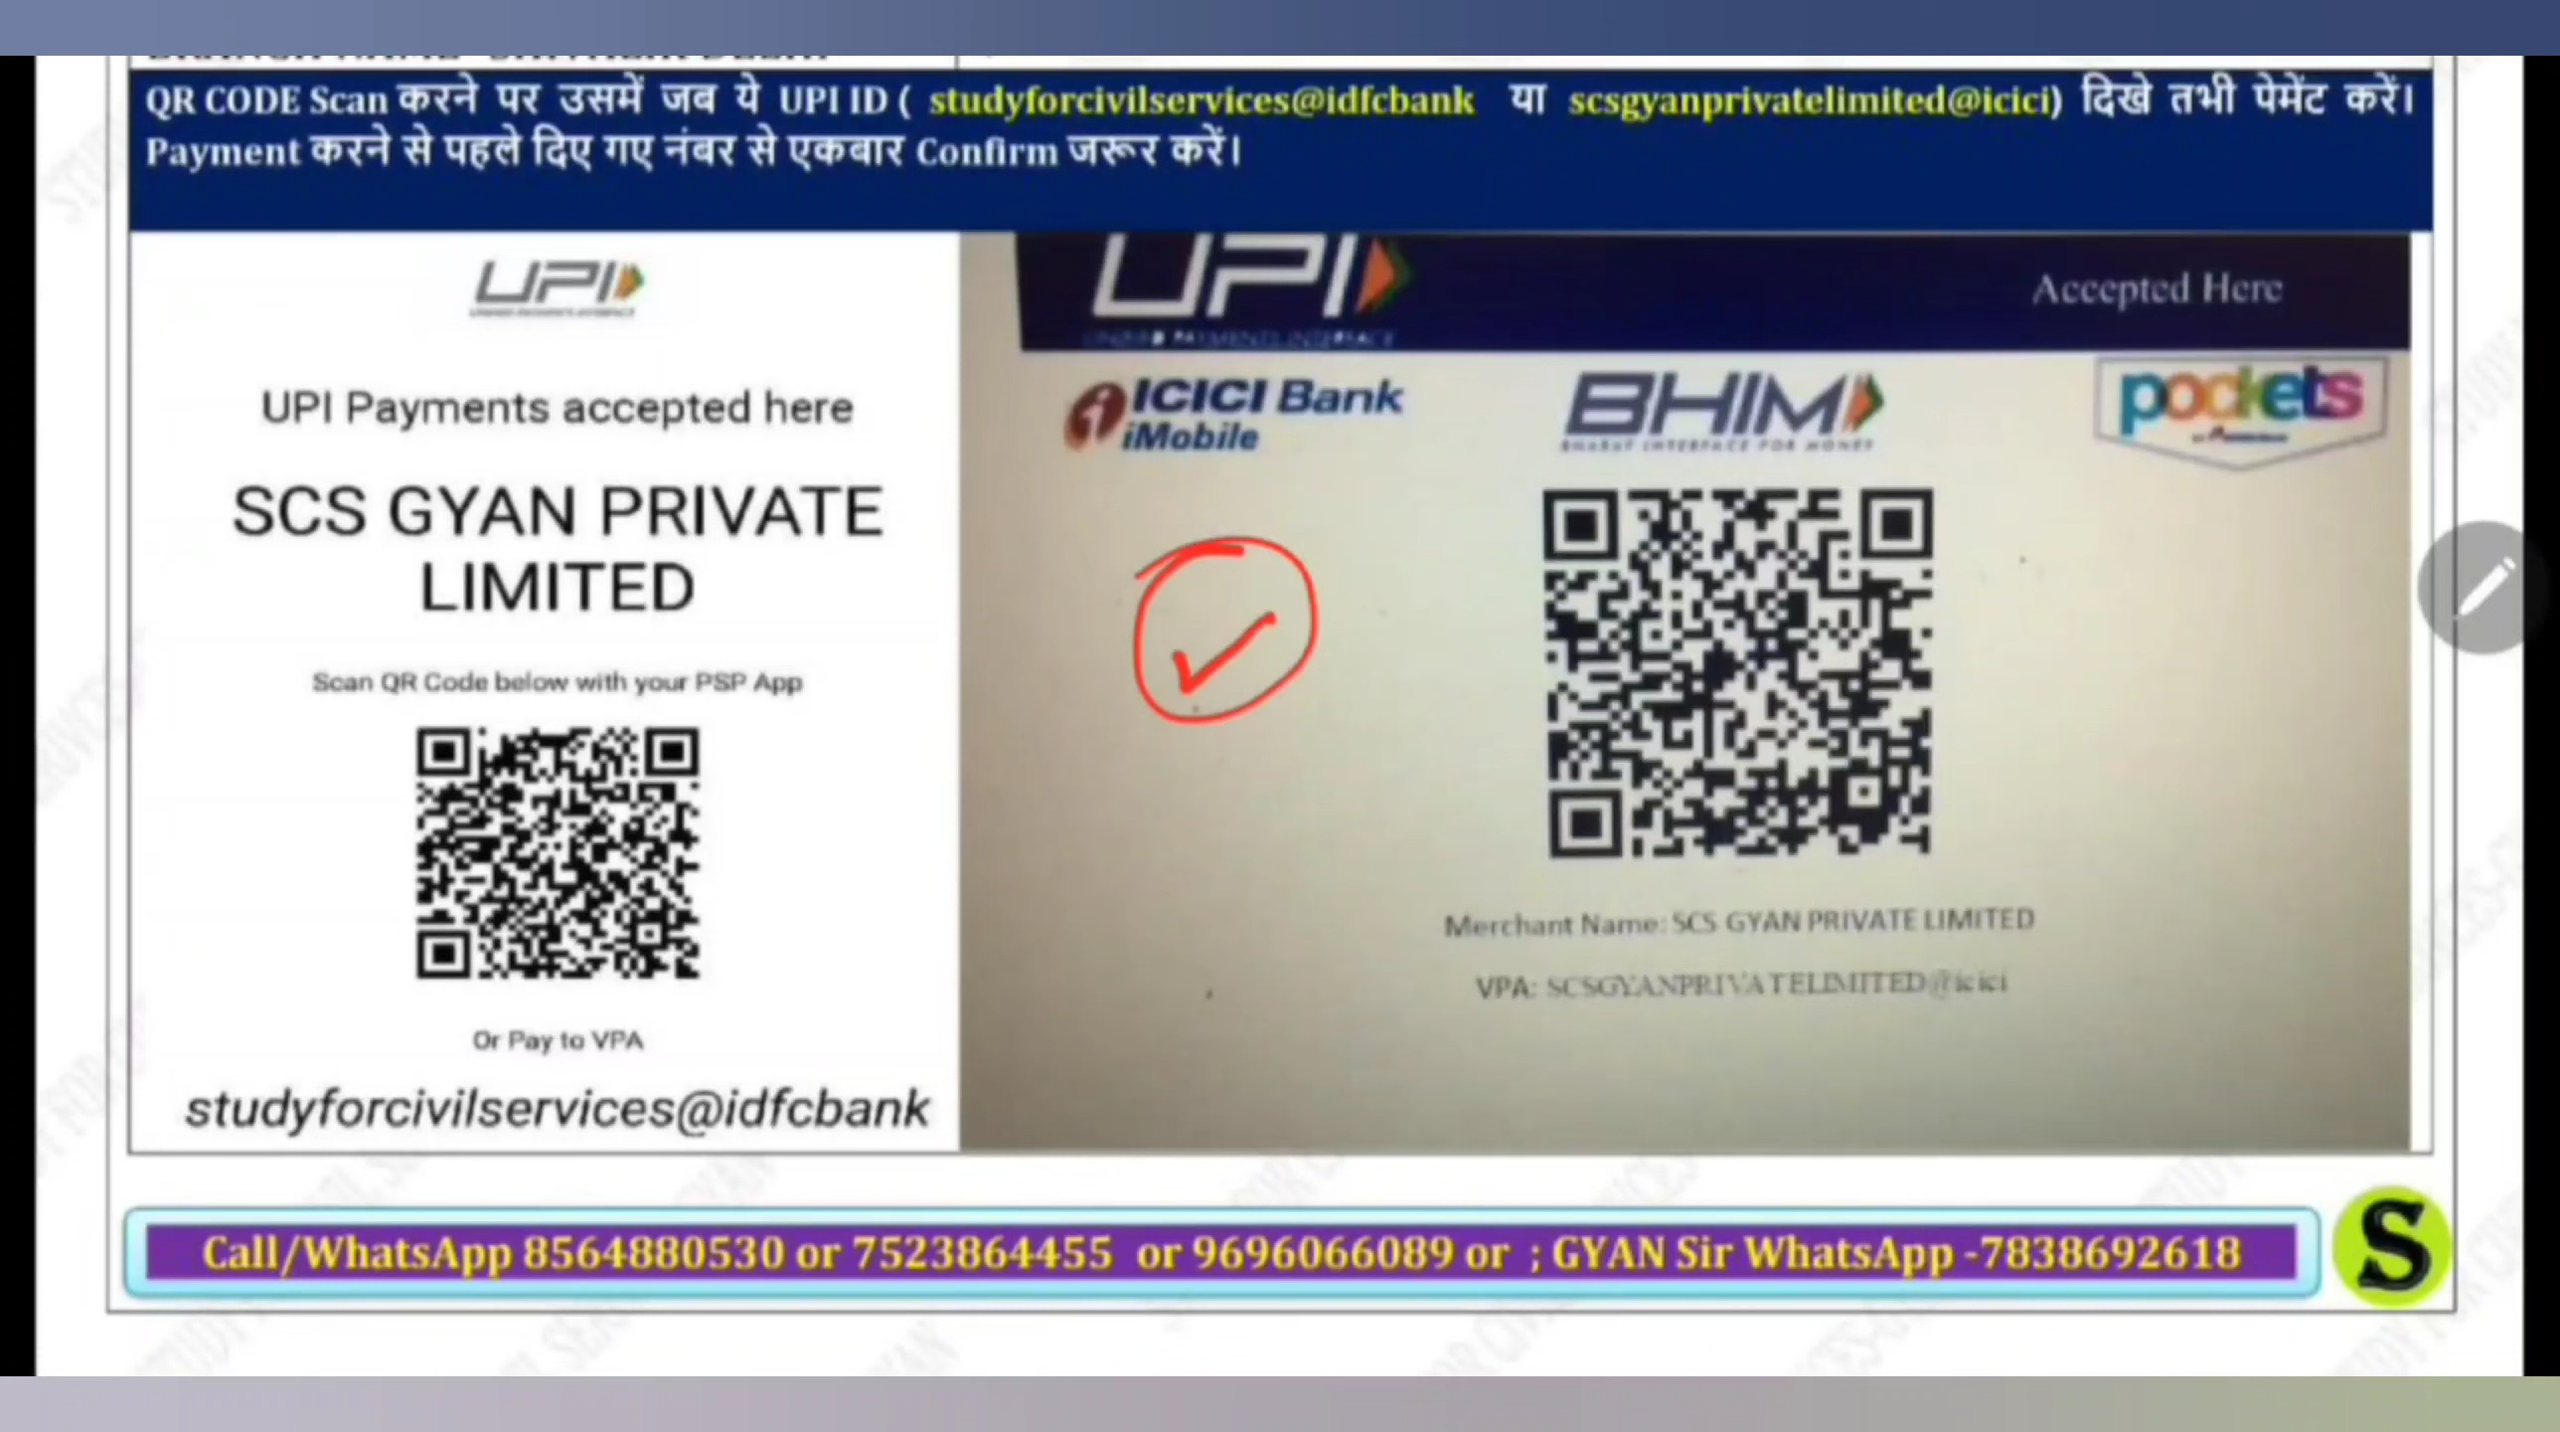 QR CODE Scan करने पर उसमें जब ये UPI ID ( studyforcivilservices@idfcbank या scsgyanprivatelimited@icici) दिखे तभी पेमेंट करें।
Payment करने से पहले दिए गए नंबर से एकबार Confirm जरूर करें।
UPI
UPI Payments accepted here
SCS GYAN PRIVATE
LIMITED
Scan QR Code below with your PSP App
Or Pay to VPA
studyforcivilservices@idfcbank
UPI
Accepted Here
ICICI Bank
iMobile
BHIM
BHARAT INTERFACE FOR MONEY
pockets
Merchant Name: SCS GYAN PRIVATE LIMITED
VPA: SCSGYANPRIVATELIMITED@icici
Call/WhatsApp 8564880530 or 7523864455 or 9696066089 or ; GYAN Sir WhatsApp -7838692618
S